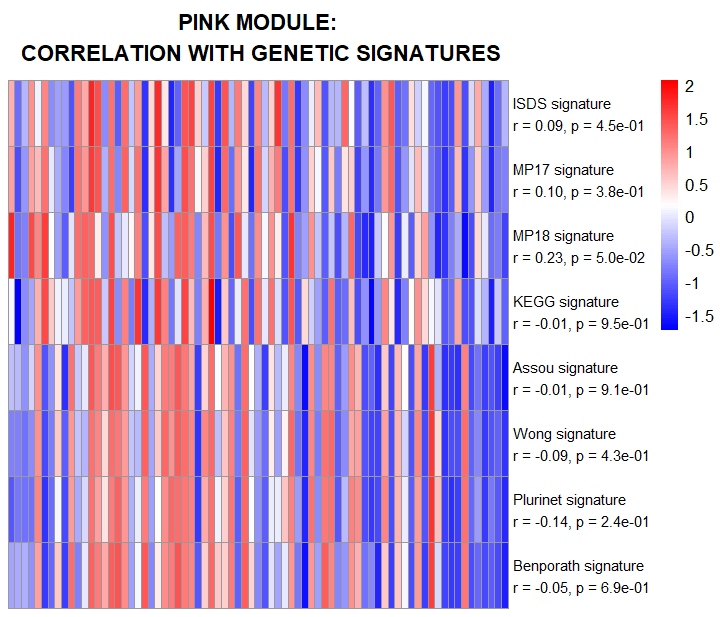 PINK MODULE:
CORRELATION WITH GENETIC SIGNATURES
ISDS signature
r = 0.09, p = 4.5e-01
MP17 signature
r = 0.10, p = 3.8e-01
MP18 signature
r = 0.23, p = 5.0e-02
KEGG signature
r = -0.01, p = 9.5e-01
Assou signature
r = -0.01, p = 9.1e-01
Wong signature
r = -0.09, p = 4.3e-01
Plurinet signature
r = -0.14, p = 2.4e-01
Benporath signature
r = -0.05, p = 6.9e-01
2
1.5
1
0.5
0
-0.5
-1
-1.5